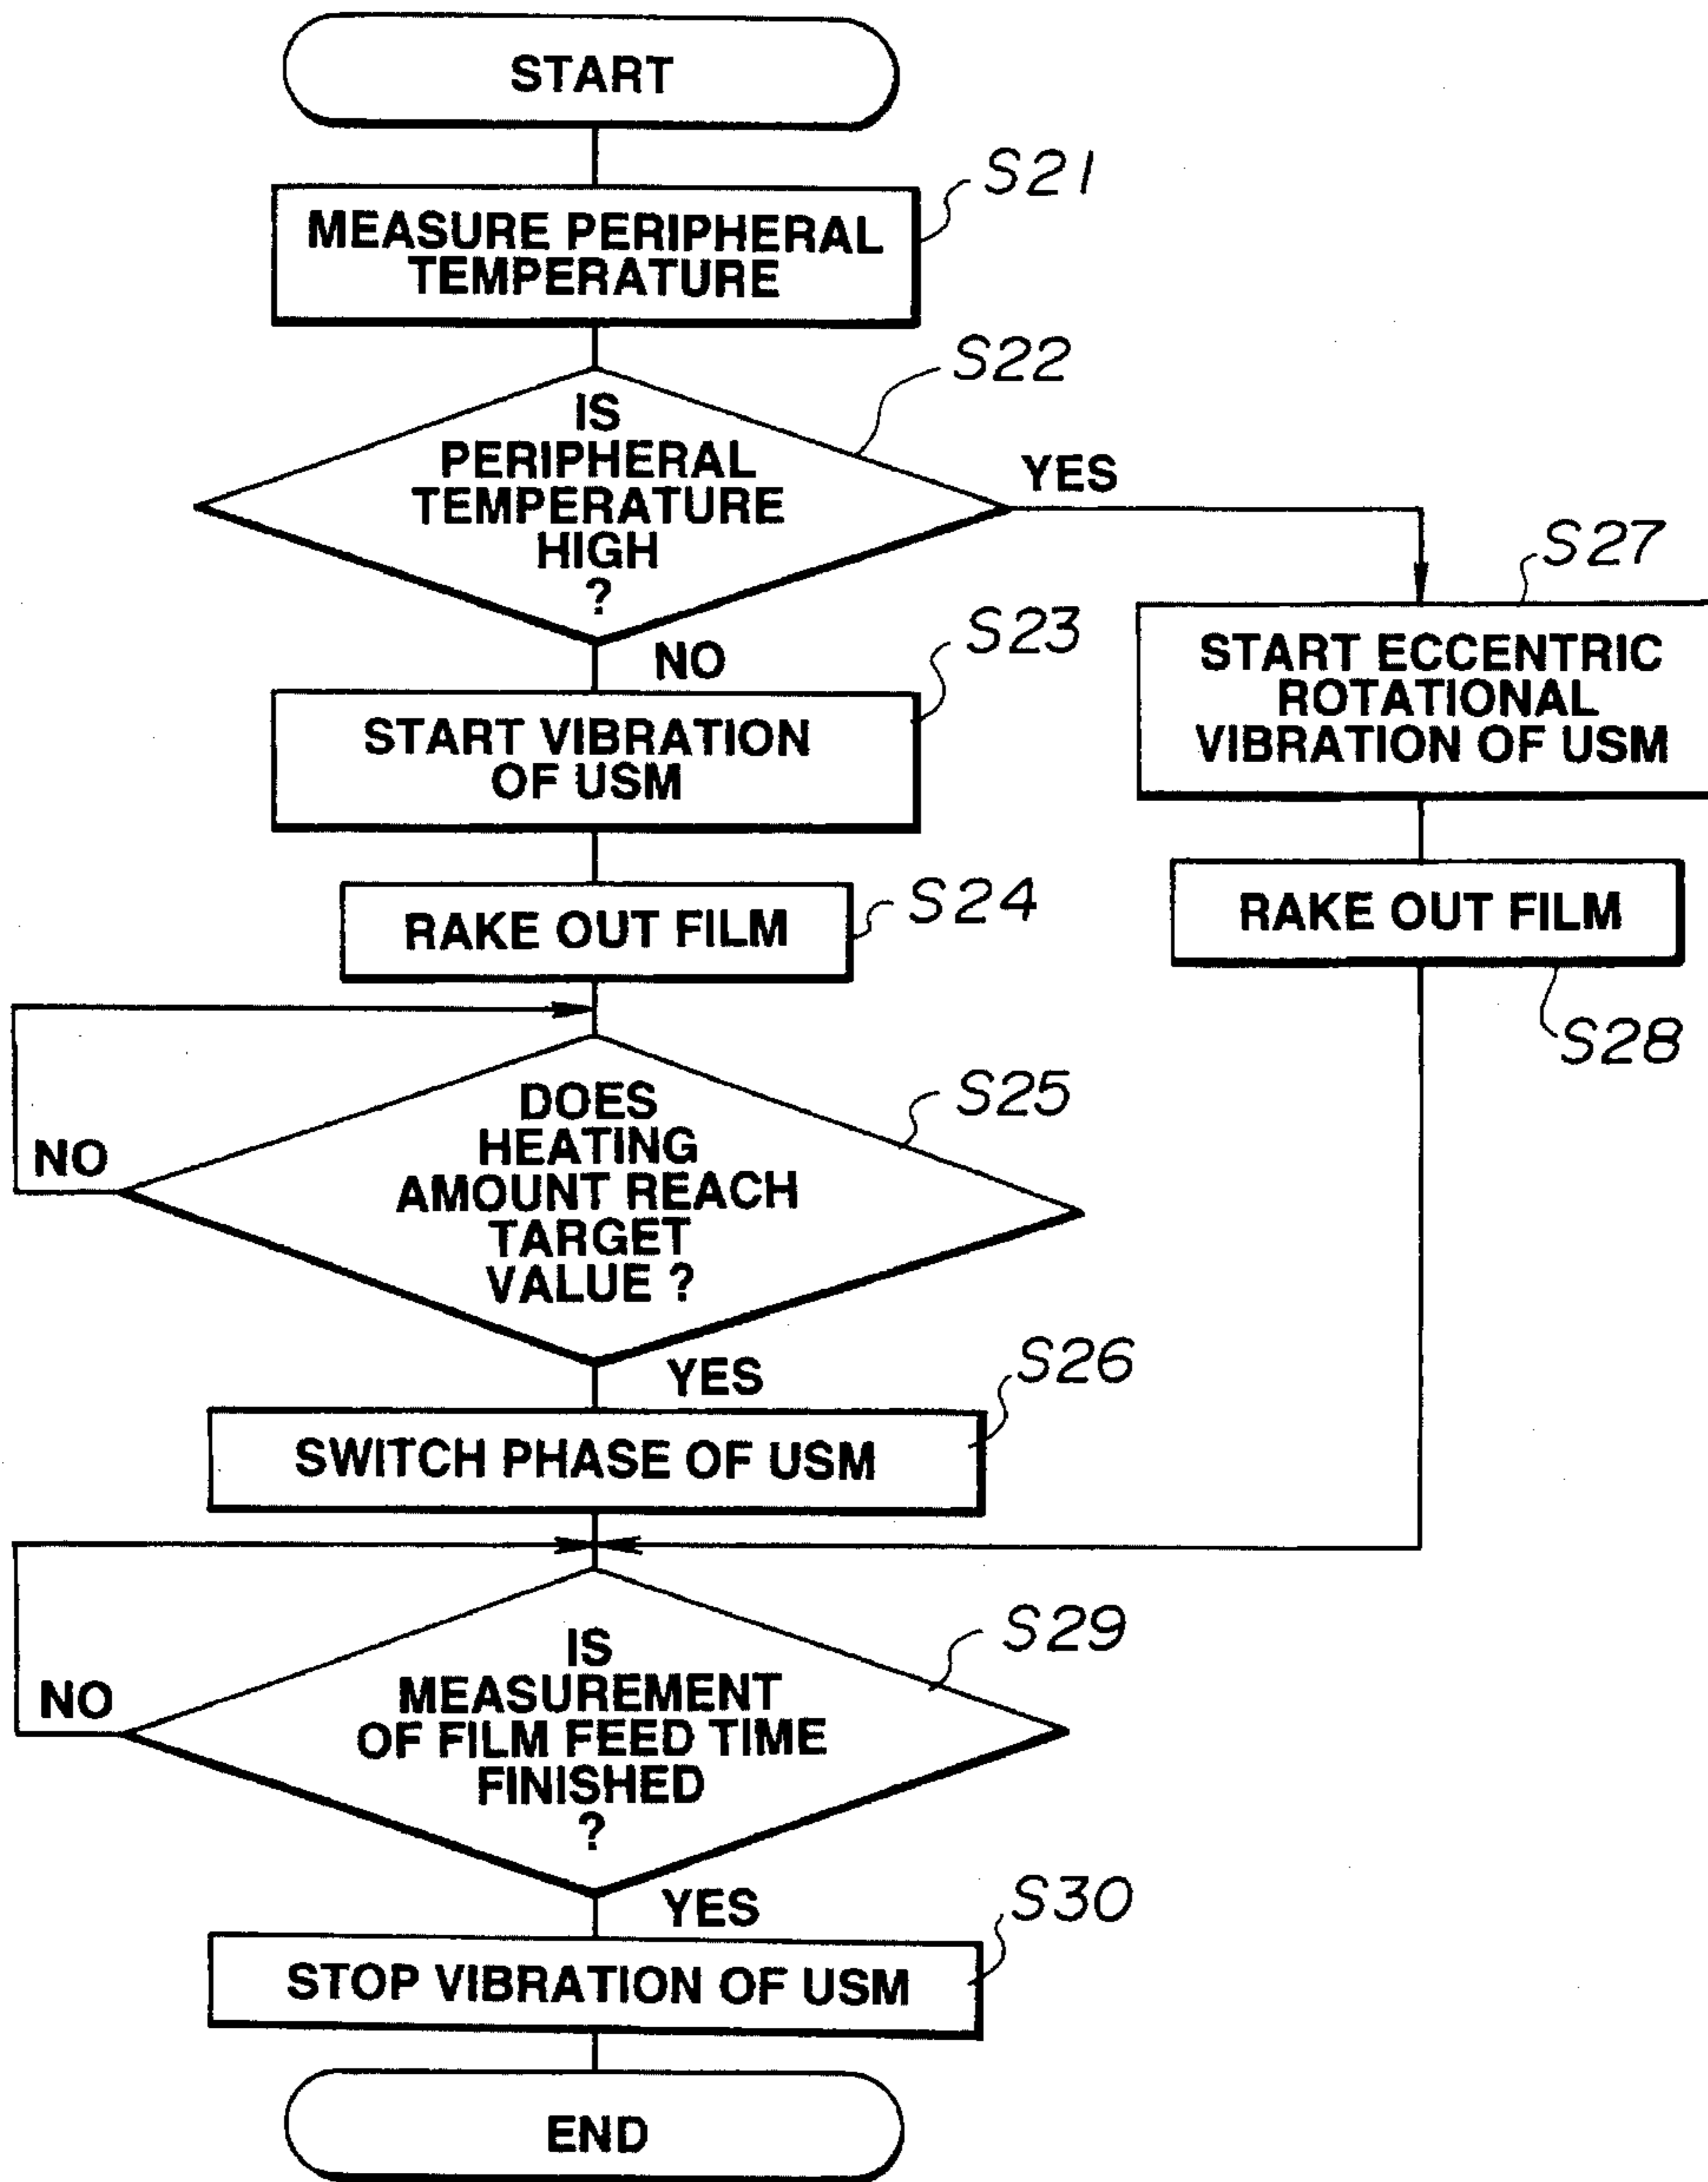 START
S21
MEASURE PERIPHERAL
TEMPERATURE
S22
IS
PERIPHERAL
TEMPERATURE
HIGH
?
YES
NO
S27
START ECCENTRIC
ROTATIONAL
VIBRATION OF USM
S23
START VIBRATION
OF USM
S24
RAKE OUT FILM
RAKE OUT FILM
S28
S25
DOES
HEATING
AMOUNT REACH
TARGET
VALUE ?
NO
YES
S26
SWITCH PHASE OF USM
S29
IS
MEASUREMENT
OF FILM FEED TIME
FINISHED
?
NO
YES
S30
STOP VIBRATION OF USM
END